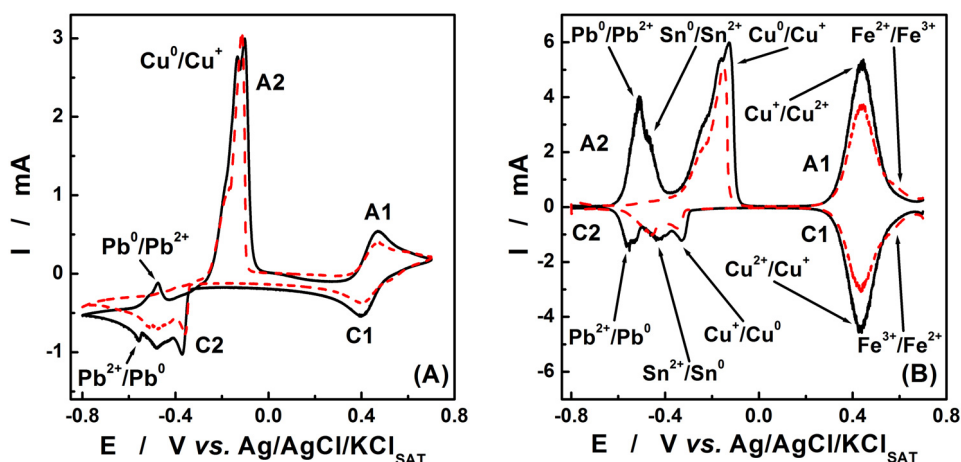 3
2
1
0
-1
Cu⁰/Cu⁺
A2
A1
Pb⁰/Pb²⁺
C2
C1
Pb²⁺/Pb⁰
(A)
-0.8 -0.4 0.0 0.4 0.8
I / mA
E / V vs. Ag/AgCl/KCl_SAT
6
4
2
0
-2
-4
-6
Pb⁰/Pb²⁺ Sn⁰/Sn²⁺ Cu⁰/Cu⁺ Fe²⁺/Fe³⁺
Cu⁺/Cu²⁺
A2
A1
C2
C1
Cu²⁺/Cu⁺
Pb²⁺/Pb⁰
Cu⁺/Cu⁰
Fe³⁺/Fe²⁺
Sn²⁺/Sn⁰
(B)
-0.8 -0.4 0.0 0.4 0.8
I / mA
E / V vs. Ag/AgCl/KCl_SAT